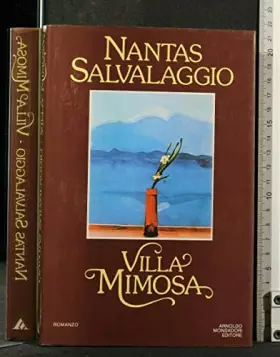 NANTAS SALVALAGGIO · VILLA MIMOSA
NANTAS
SALVALAGGIO
VILLA
MIMOSA
ROMANZO
ARNOLDO
MONDADORI
EDITORE